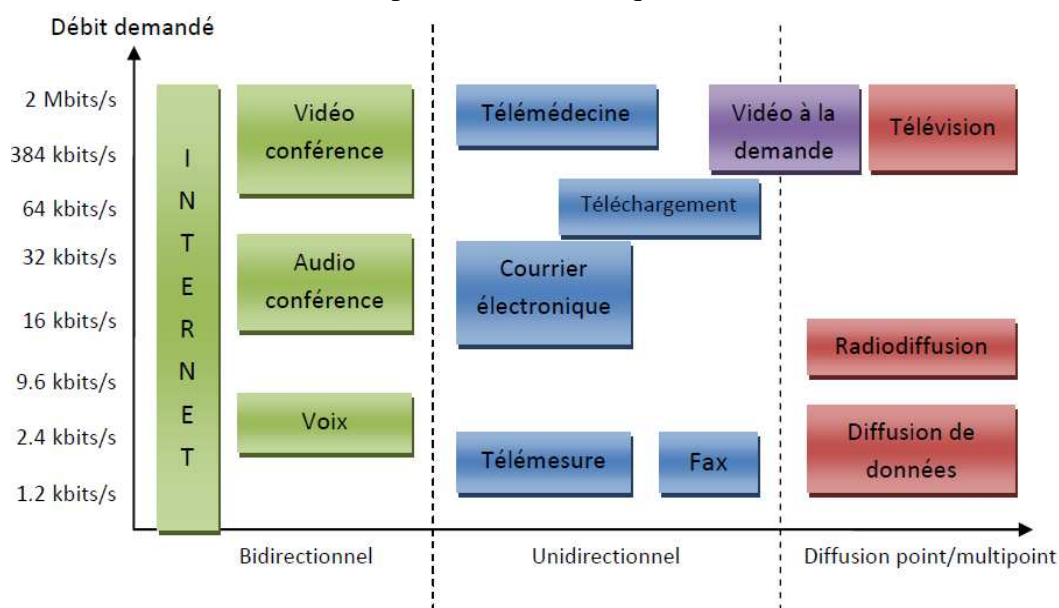 Débit demandé
2 Mbits/s
384 kbits/s
64 kbits/s
32 kbits/s
16 kbits/s
9.6 kbits/s
2.4 kbits/s
1.2 kbits/s
I
N
T
E
R
N
E
T
Vidéo
conférence
Audio
conférence
Voix
Télémédecine
Téléchargement
Courrier
électronique
Télémesure
Fax
Vidéo à la
demande
Télévision
Radiodiffusion
Diffusion de
données
Bidirectionnel
Unidirectionnel
Diffusion point/multipoint